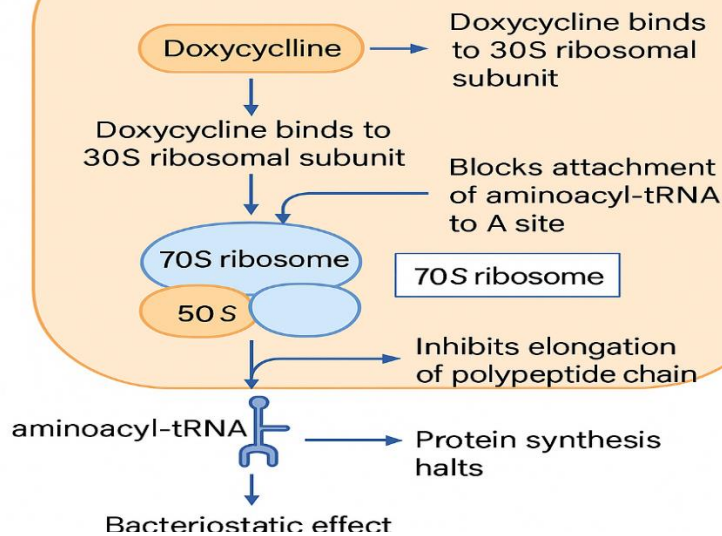 Doxycyclline
Doxycycline binds
to 30S ribosomal
subunit
Doxycycline binds to
30S ribosomal subunit
Blocks attachment
of aminoacyl-tRNA
to A site
70S ribosome
70S ribosome
50 S
Inhibits elongation
of polypeptide chain
aminoacyl-tRNA
Protein synthesis
halts
Bacteriostatic effect